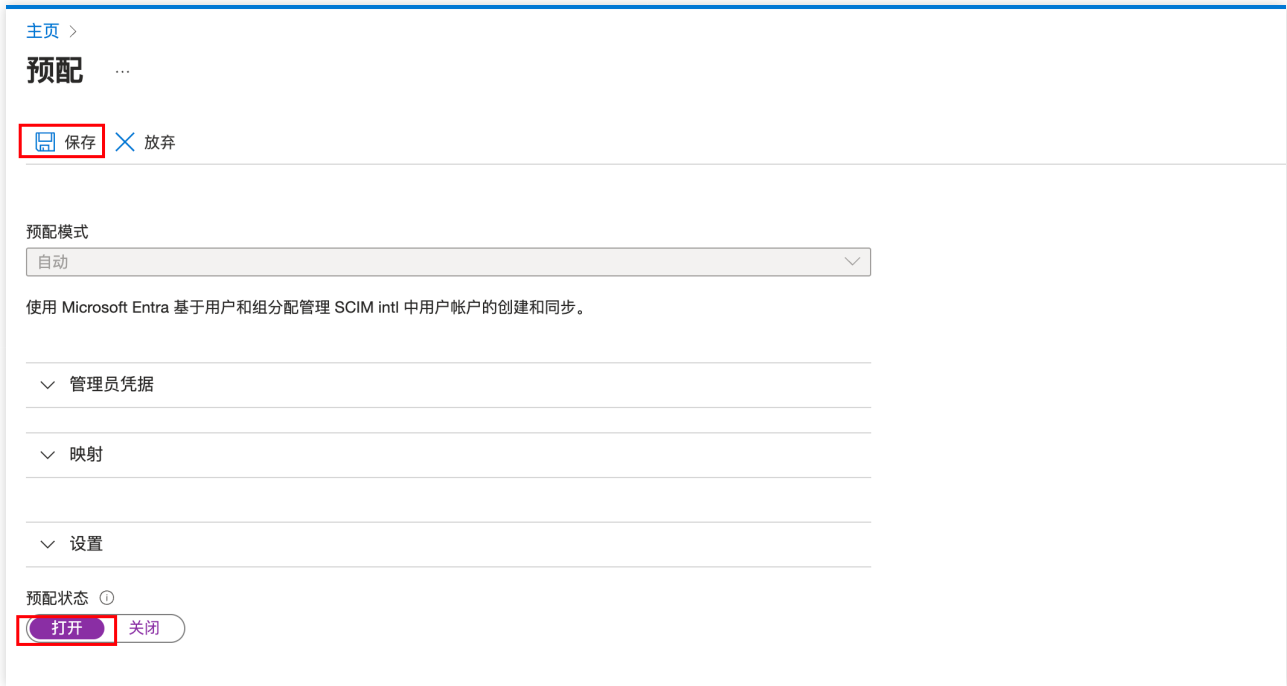 主页 >
预配 ...
保存 放弃
预配模式
自动
使用 Microsoft Entra 基于用户和组分配管理 SCIM intl 中用户帐户的创建和同步。
管理员凭据
映射
设置
预配状态
打开 关闭